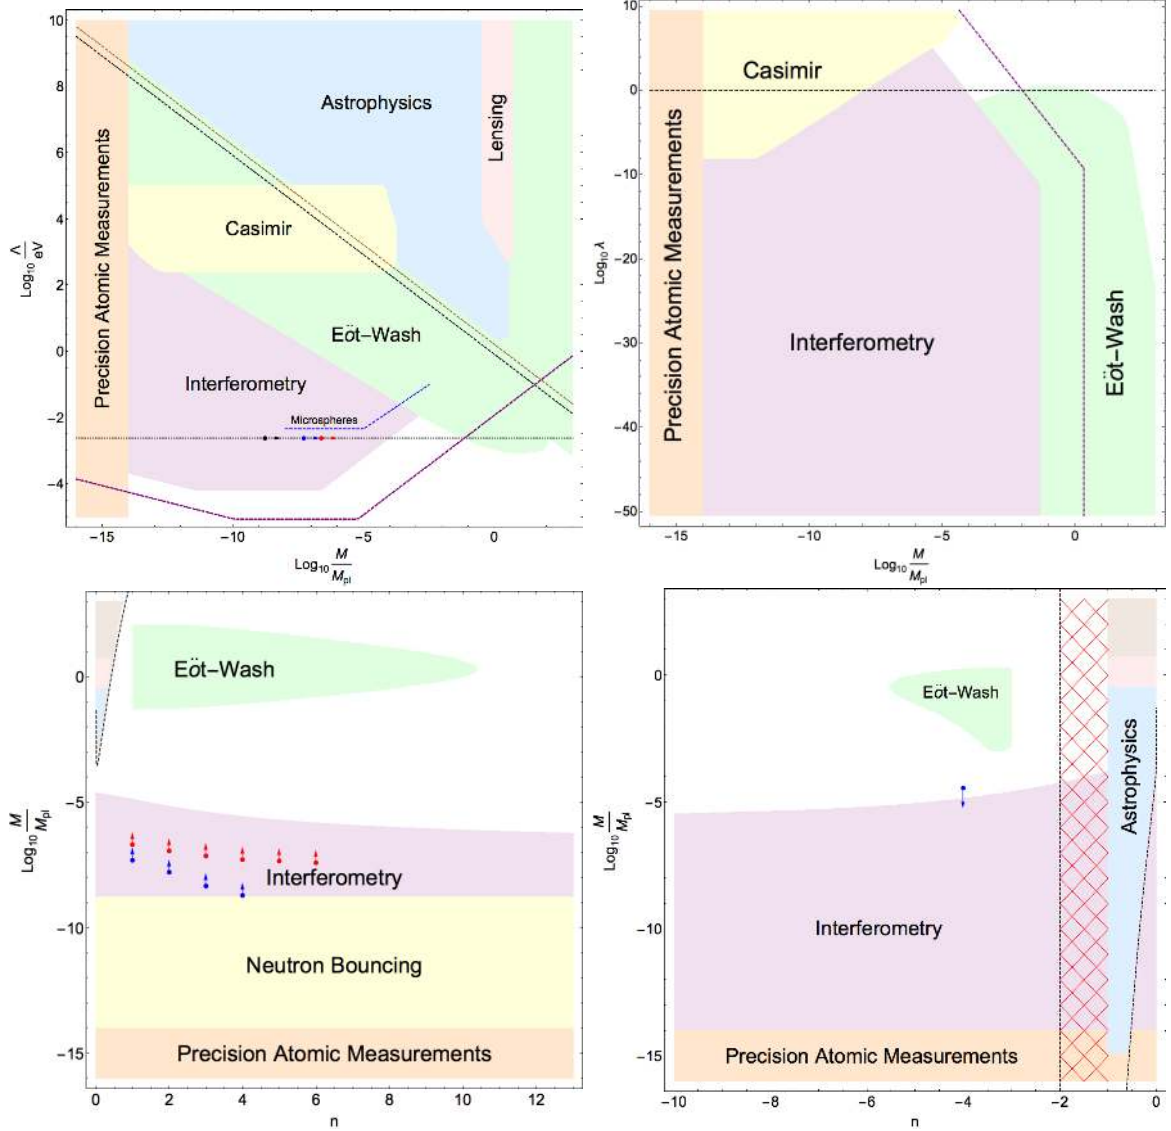 10
8
6
4
2
0
−2
−4
Log₁₀ Λ/eV
Precision Atomic Measurements
Astrophysics
Lensing
Casimir
Eöt–Wash
Interferometry
Microspheres
−15
−10
−5
0
Log₁₀ M/Mpl
10
0
−10
−20
−30
−40
−50
Log₁₀ λ
Precision Atomic Measurements
Casimir
Interferometry
Eöt–Wash
−15
−10
−5
0
Log₁₀ M/Mpl
0
−5
−10
−15
Log₁₀ M/Mpl
Eöt–Wash
Interferometry
Neutron Bouncing
Precision Atomic Measurements
0
2
4
6
8
10
12
n
0
−5
−10
−15
Log₁₀ M/Mpl
Eöt–Wash
Astrophysics
Interferometry
Precision Atomic Measurements
−10
−8
−6
−4
−2
0
n